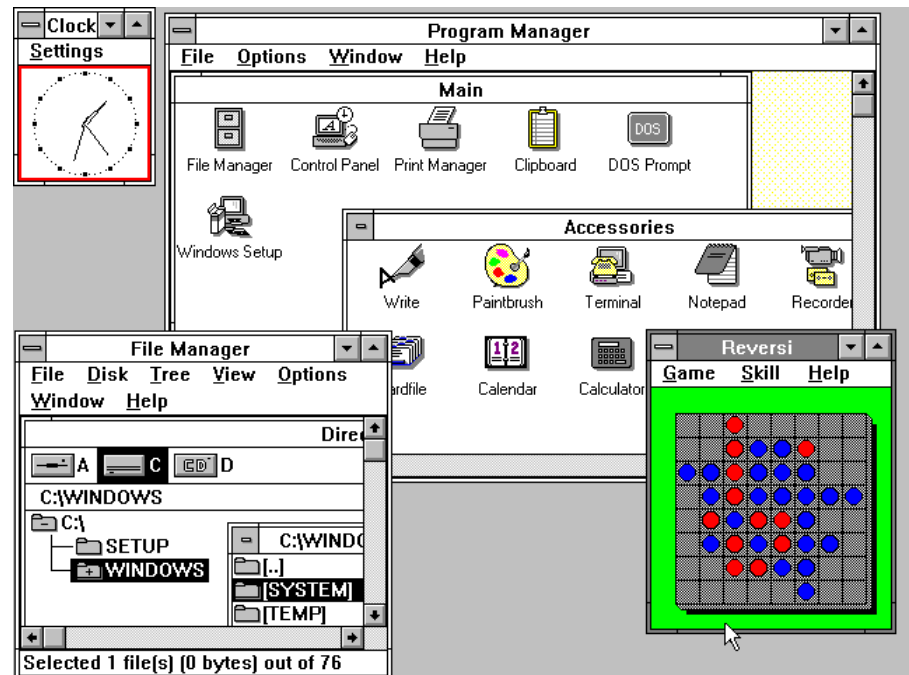 Clock
Settings
Program Manager
File Options Window Help
Main
File Manager
Control Panel
Print Manager
Clipboard
DOS
DOS Prompt
Windows Setup
Accessories
Write
Paintbrush
Terminal
Notepad
Recorder
ardfile
12
Calendar
Calculator
File Manager
File Disk Tree View Options
Window Help
Direc
A C CD D
C:\WINDOWS
C:\
SETUP
WINDOWS
C:\WINDO
[..]
[SYSTEM]
[TEMP]
Selected 1 file(s) (0 bytes) out of 76
Reversi
Game Skill Help